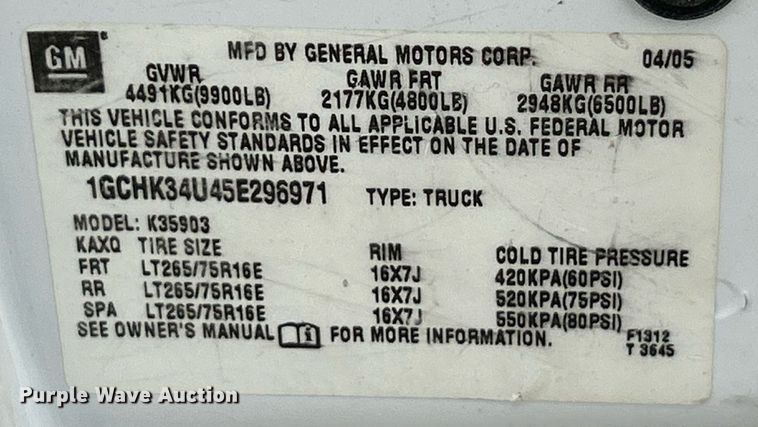 GM
MFD BY GENERAL MOTORS CORP. 04/05
GVWR GAWR FRT GAWR RR
4491KG(9900LB) 2177KG(4800LB) 2948KG(6500LB)
THIS VEHICLE CONFORMS TO ALL APPLICABLE U.S. FEDERAL MOTOR
VEHICLE SAFETY STANDARDS IN EFFECT ON THE DATE OF
MANUFACTURE SHOWN ABOVE.
1GCHK34U45E296971 TYPE: TRUCK
MODEL: K35903
KAXQ TIRE SIZE RIM COLD TIRE PRESSURE
FRT LT265/75R16E 16X7J 420KPA(60PSI)
RR LT265/75R16E 16X7J 520KPA(75PSI)
SPA LT265/75R16E 16X7J 550KPA(80PSI)
SEE OWNER'S MANUAL i FOR MORE INFORMATION.
F1312
T 3645
Purple Wave Auction